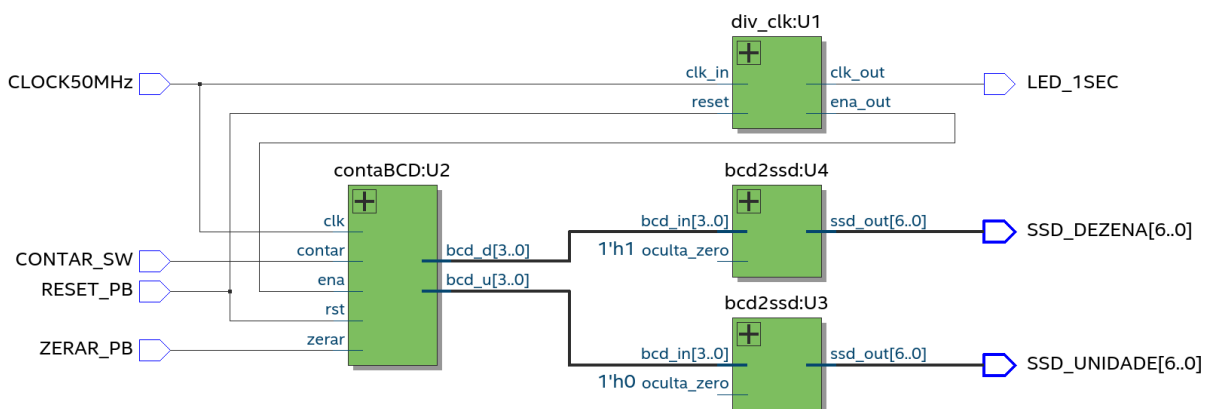 div_clk:U1
CLOCK50MHz
clk_in
clk_out
LED_1SEC
reset
ena_out
contaBCD:U2
bcd2ssd:U4
clk
bcd_in[3..0]
ssd_out[6..0]
SSD_DEZENA[6..0]
CONTAR_SW
contar
bcd_d[3..0]
1'h1 oculta_zero
RESET_PB
ena
bcd_u[3..0]
rst
bcd2ssd:U3
ZERAR_PB
zerar
bcd_in[3..0]
ssd_out[6..0]
SSD_UNIDADE[6..0]
1'h0 oculta_zero